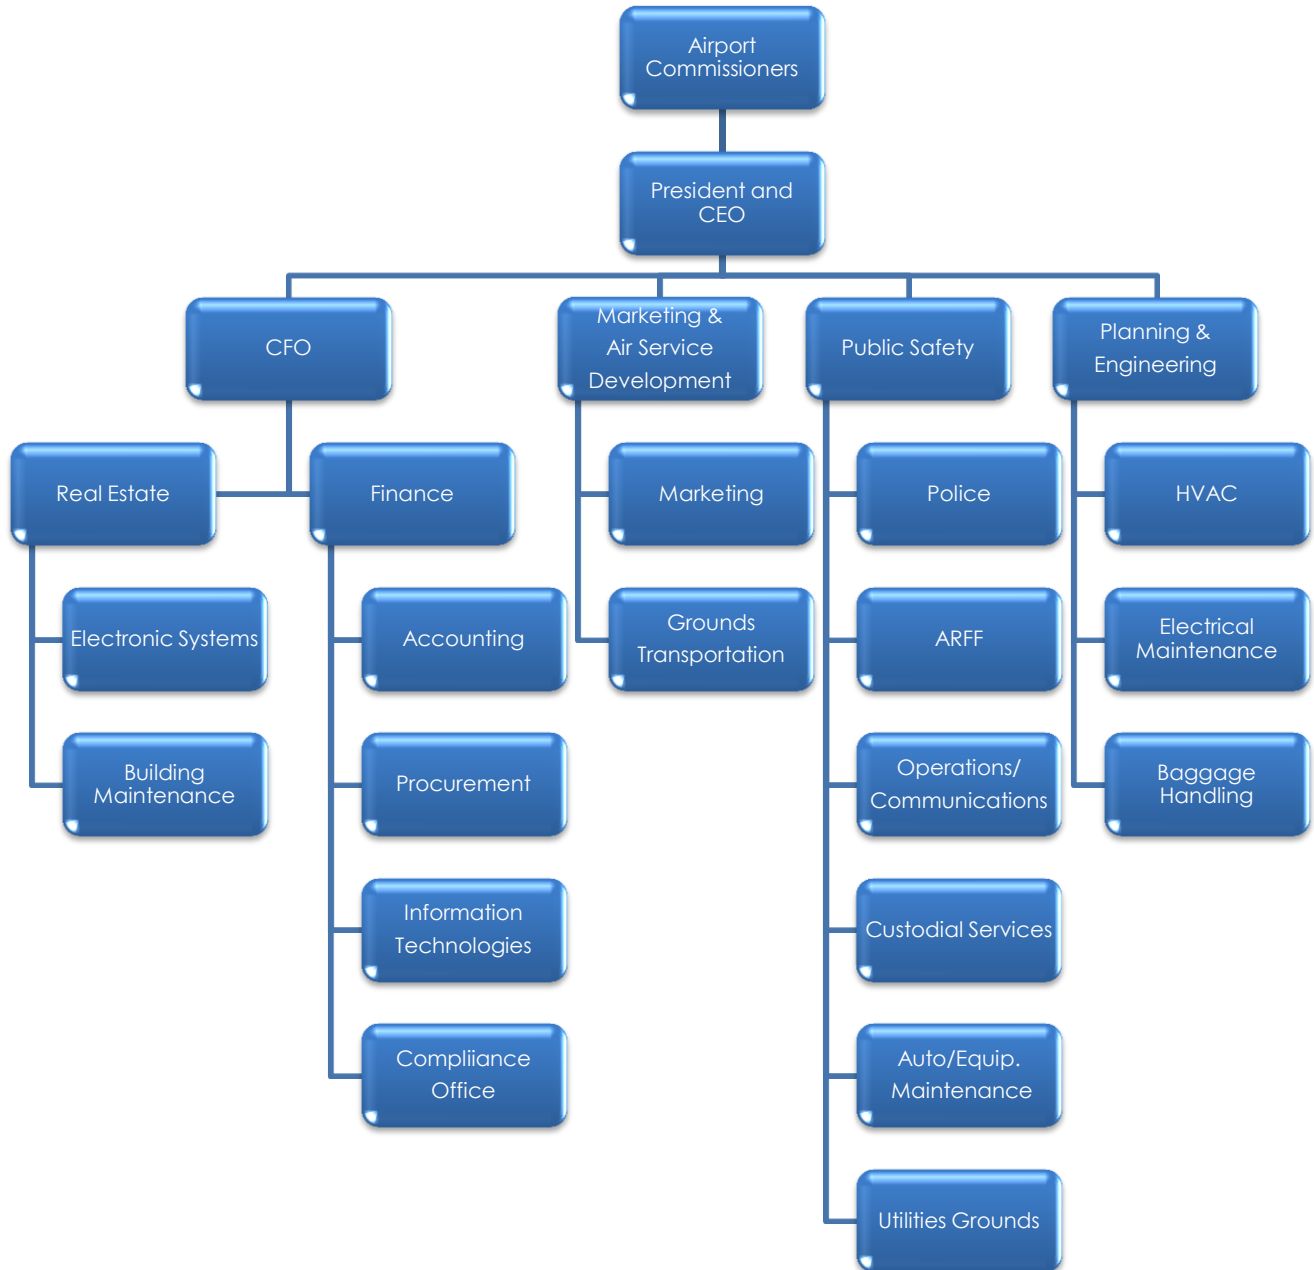 Airport
Commissioners
President and
CEO
CFO
Marketing &
Air Service
Development
Public Safety
Planning &
Engineering
Real Estate
Finance
Marketing
Police
HVAC
Electronic Systems
Accounting
Grounds
Transportation
ARFF
Electrical
Maintenance
Building
Maintenance
Procurement
Operations/
Communications
Baggage
Handling
Information
Technologies
Custodial Services
Compliiance
Office
Auto/Equip.
Maintenance
Utilities Grounds